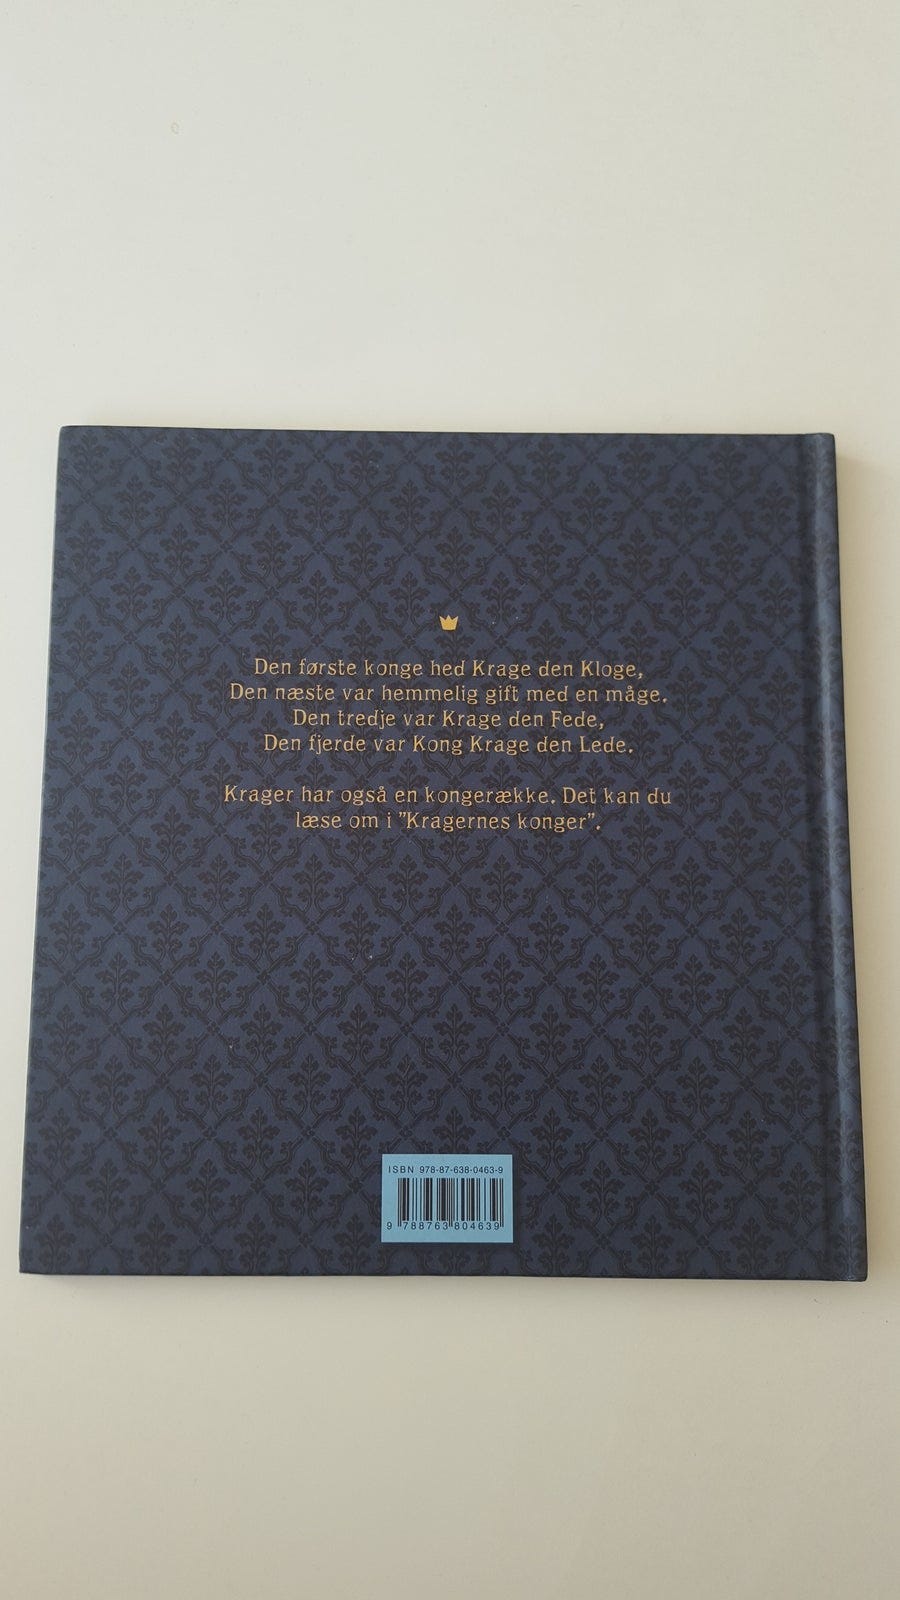 Den første konge hed Krage den Kloge,
Den næste var hemmelig gift med en måge.
Den tredje var Krage den Fede,
Den fjerde var Kong Krage den Lede.
Krager har også en kongerække. Det kan du
læse om i ”Kragernes konger”.
ISBN 978-87-638-0463-9
9 788763 804639